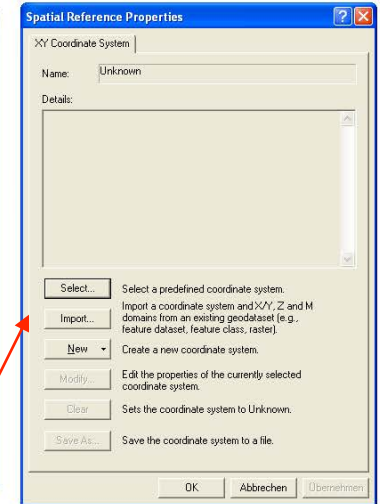 Spatial Reference Properties
XY Coordinate System
Name: Unknown
Details:
Select... Select a predefined coordinate system.
Import... Import a coordinate system and X/Y, Z and M
domains from an existing geodataset (e.g.,
feature dataset, feature class, raster).
New Create a new coordinate system.
Modify... Edit the properties of the currently selected
coordinate system.
Clear Sets the coordinate system to Unknown.
Save As... Save the coordinate system to a file.
OK Abbrechen Übernehmen